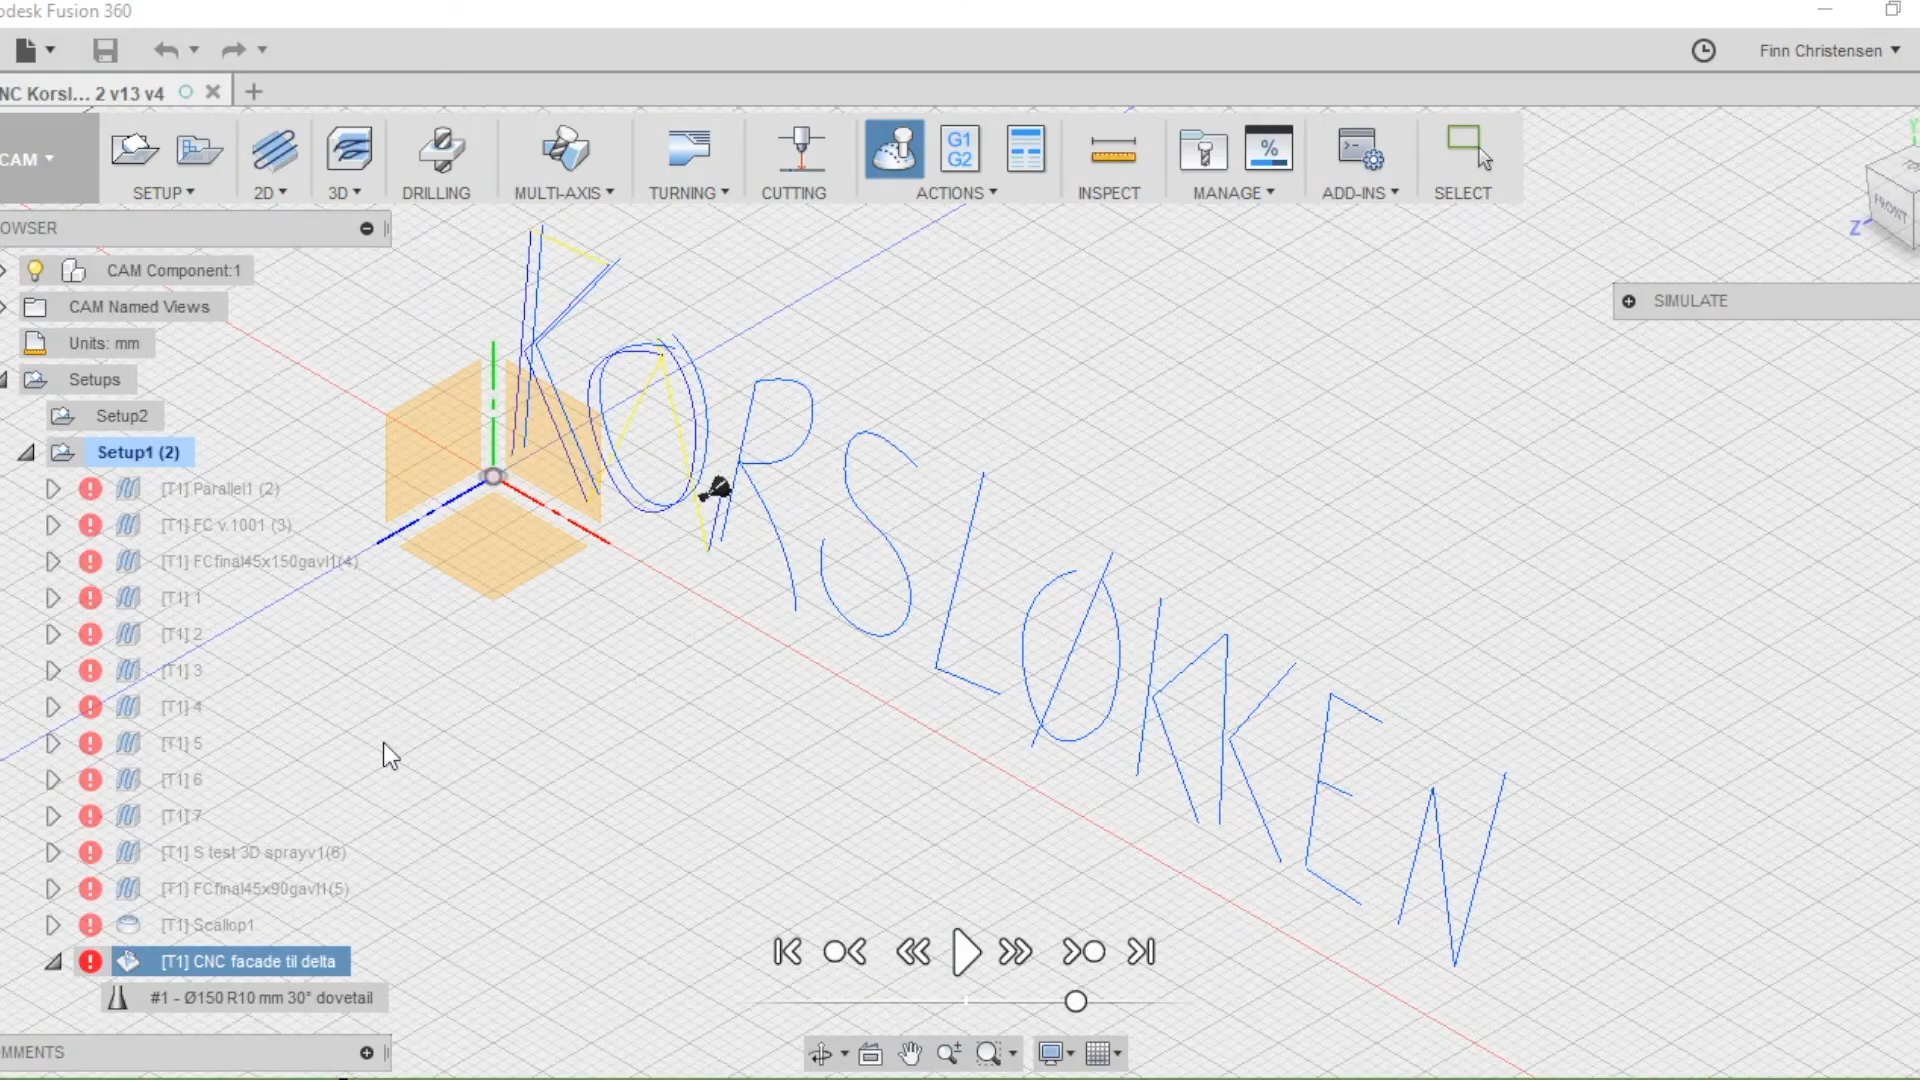 odesk Fusion 360
Finn Christensen
NC Korsl... 2 v13 v4
CAM
SETUP
2D
3D
DRILLING
MULTI-AXIS
TURNING
CUTTING
G1
G2
ACTIONS
INSPECT
%
MANAGE
ADD-INS
SELECT
Y
FRONT
Z
OWSER
SIMULATE
CAM Component:1
CAM Named Views
Units: mm
Setups
Setup2
Setup1 (2)
[T1] Parallel1 (2)
[T1] FC v.1001 (3)
[T1] FCfinal45x150gavl1(4)
[T1] 1
[T1] 2
[T1] 3
[T1] 4
[T1] 5
[T1] 6
[T1] 7
[T1] S test 3D sprayv1(6)
[T1] FCfinal45x90gavl1(5)
[T1] Scallop1
[T1] CNC facade til delta
#1 - Ø150 R10 mm 30° dovetail
MMENTS
KORSLØKKEN